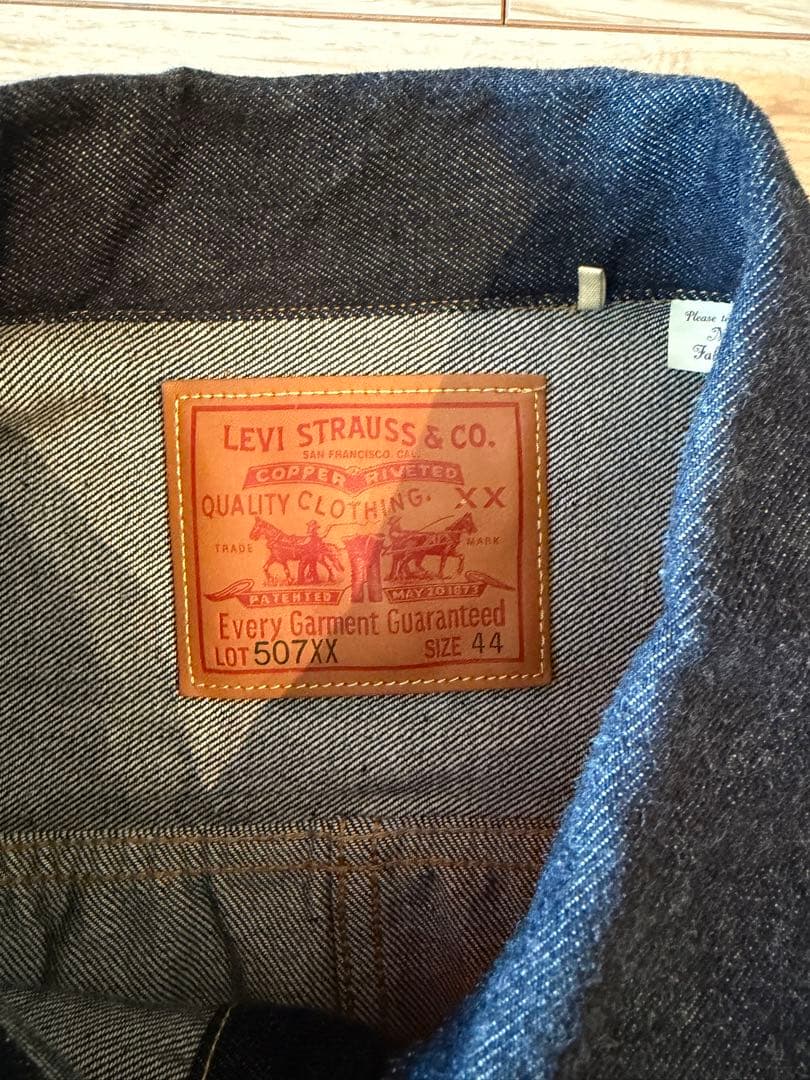 LEVI STRAUSS & CO.
SAN FRANCISCO CAL.
COPPER RIVETED
QUALITY CLOTHING. XX
TRADE MARK
PATENTED MAY 20 1873
Every Garment Guaranteed
LOT 507XX SIZE 44
Please